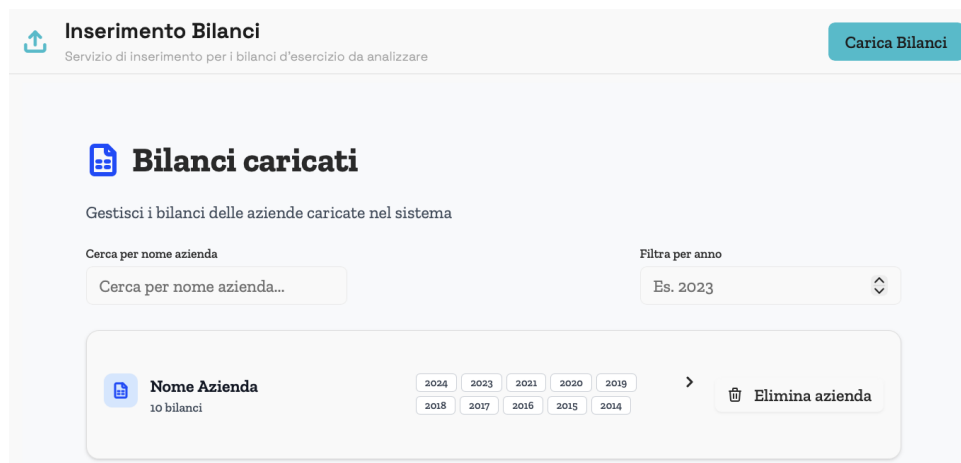 Inserimento Bilanci
Servizio di inserimento per i bilanci d'esercizio da analizzare
Carica Bilanci
Bilanci caricati
Gestisci i bilanci delle aziende caricate nel sistema
Cerca per nome azienda
Filtra per anno
Cerca per nome azienda...
Es. 2023
Nome Azienda
10 bilanci
2024 2023 2021 2020 2019
2018 2017 2016 2015 2014
Elimina azienda